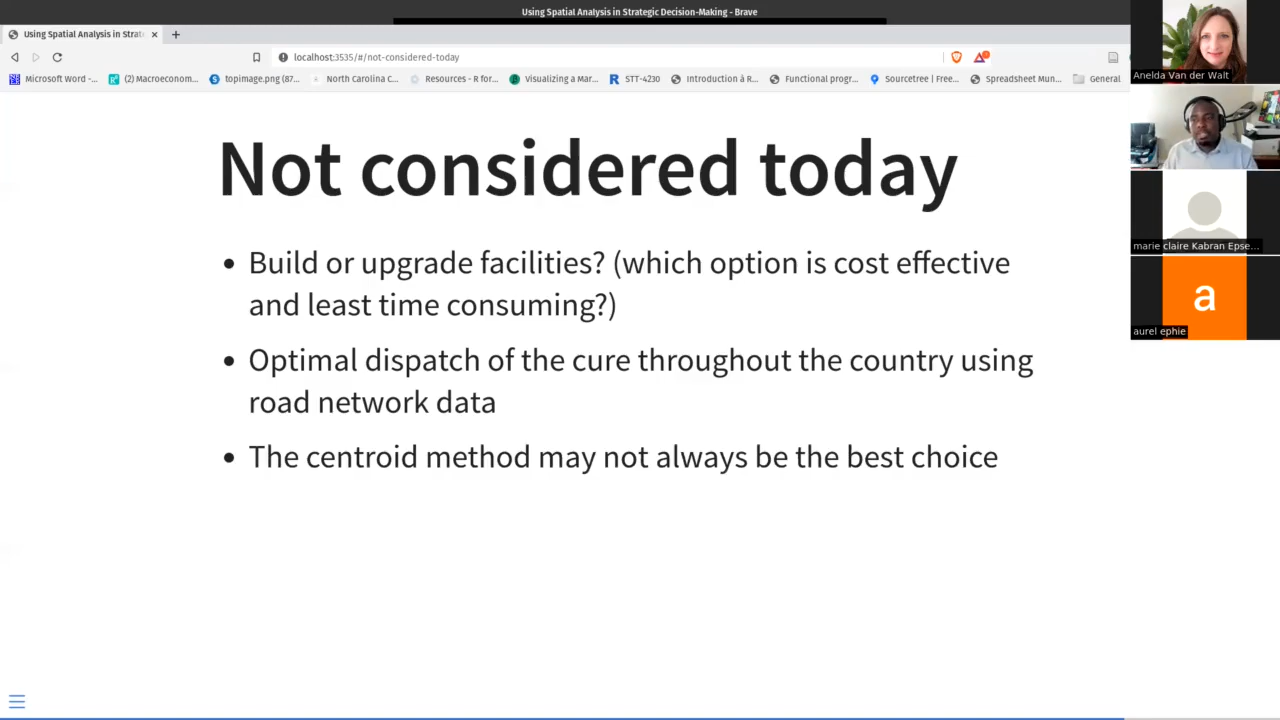 Using Spatial Analysis in Strategic Decision-Making - Brave
Using Spatial Analysis in Strate
localhost:3535/#/not-considered-today
Microsoft Word -...
(2) Macroeconom...
topimage.png (87...
North Carolina C...
Resources - R for...
Visualizing a Mar...
STT-4230
Introduction à R...
Functional progr...
Sourcetree | Free...
Spreadsheet Mun...
General
Anelda Van der Walt
marie claire Kabran Epse...
a
aurel ephie
Not considered today
• Build or upgrade facilities? (which option is cost effective
and least time consuming?)
• Optimal dispatch of the cure throughout the country using
road network data
• The centroid method may not always be the best choice